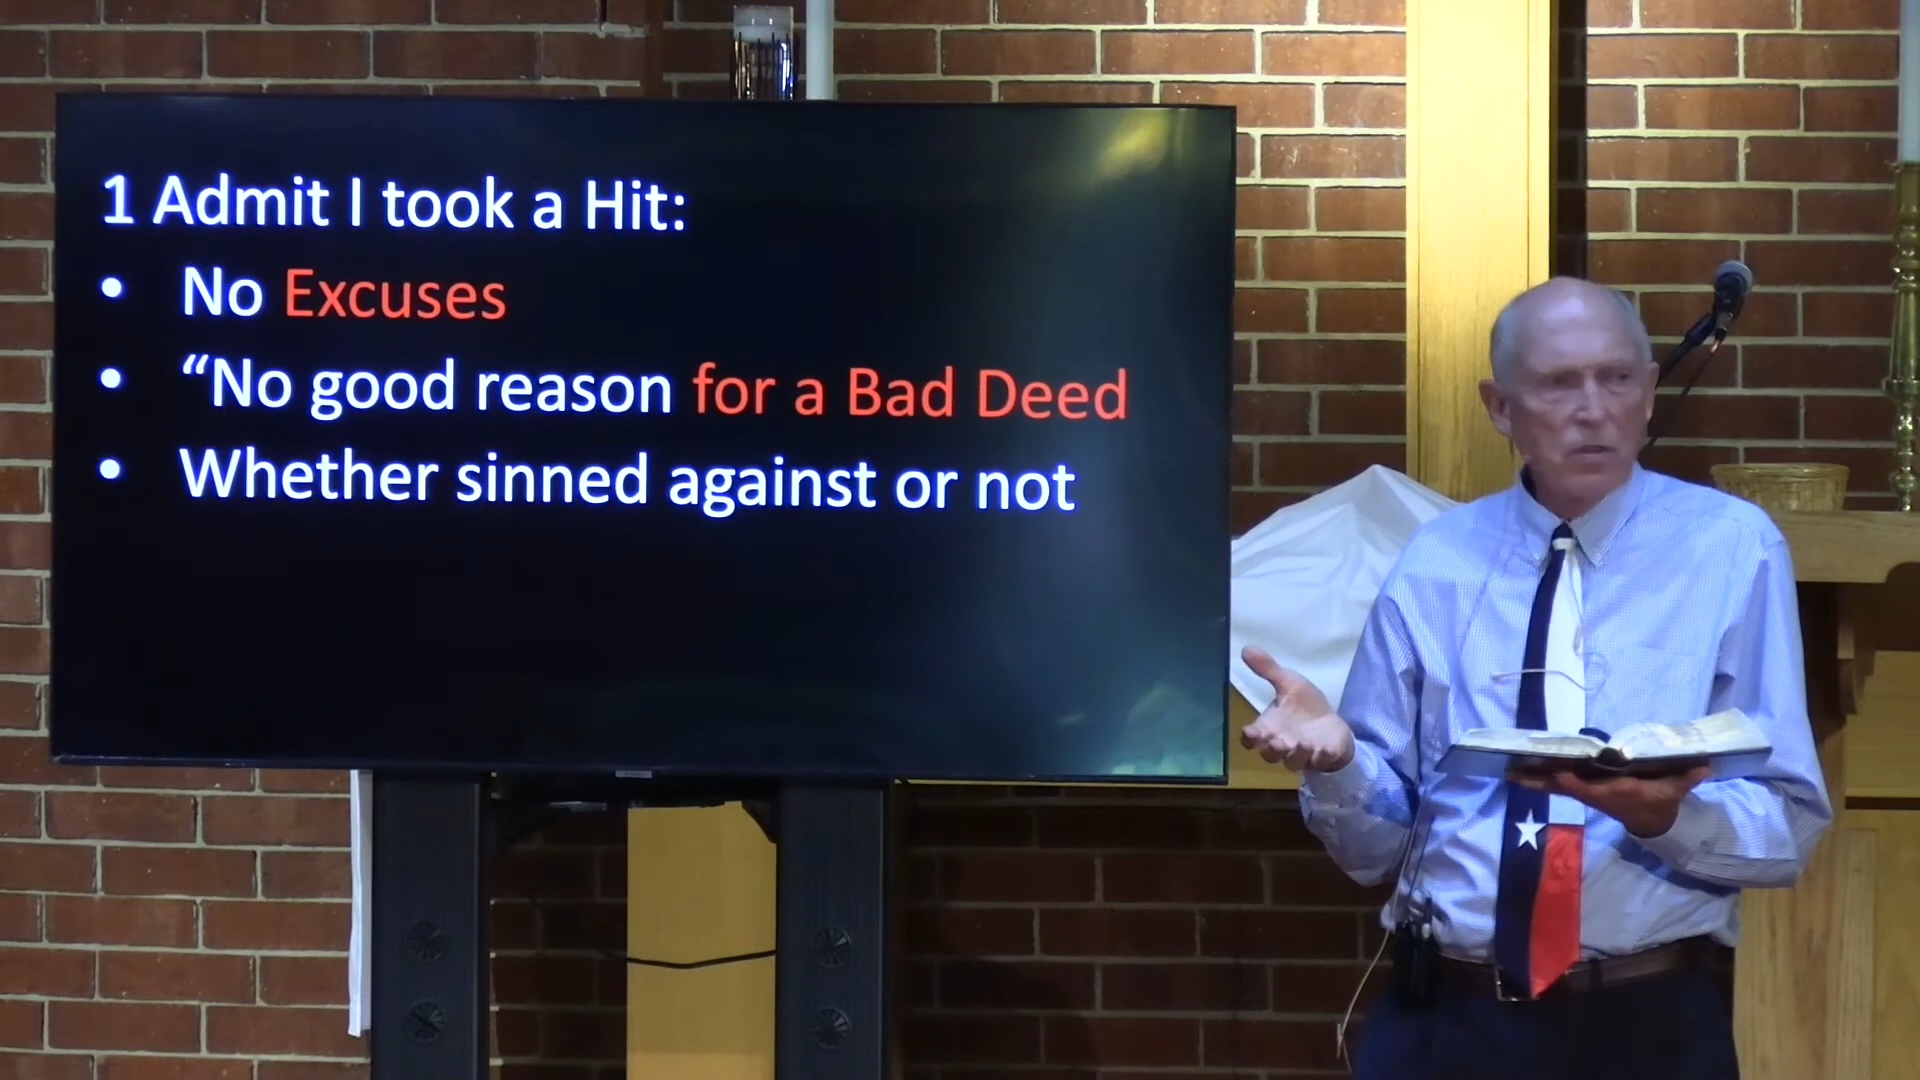 1 Admit I took a Hit:
• No Excuses
• “No good reason for a Bad Deed
• Whether sinned against or not